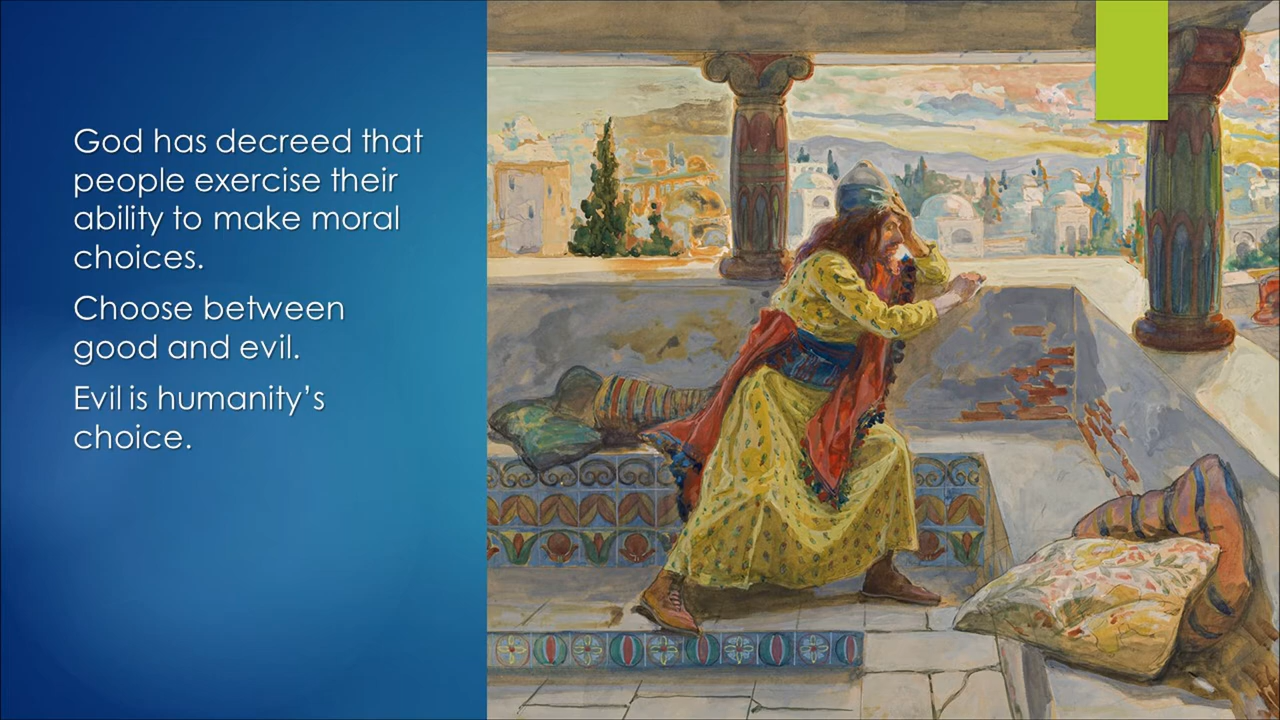 God has decreed that
people exercise their
ability to make moral
choices.
Choose between
good and evil.
Evil is humanity’s
choice.